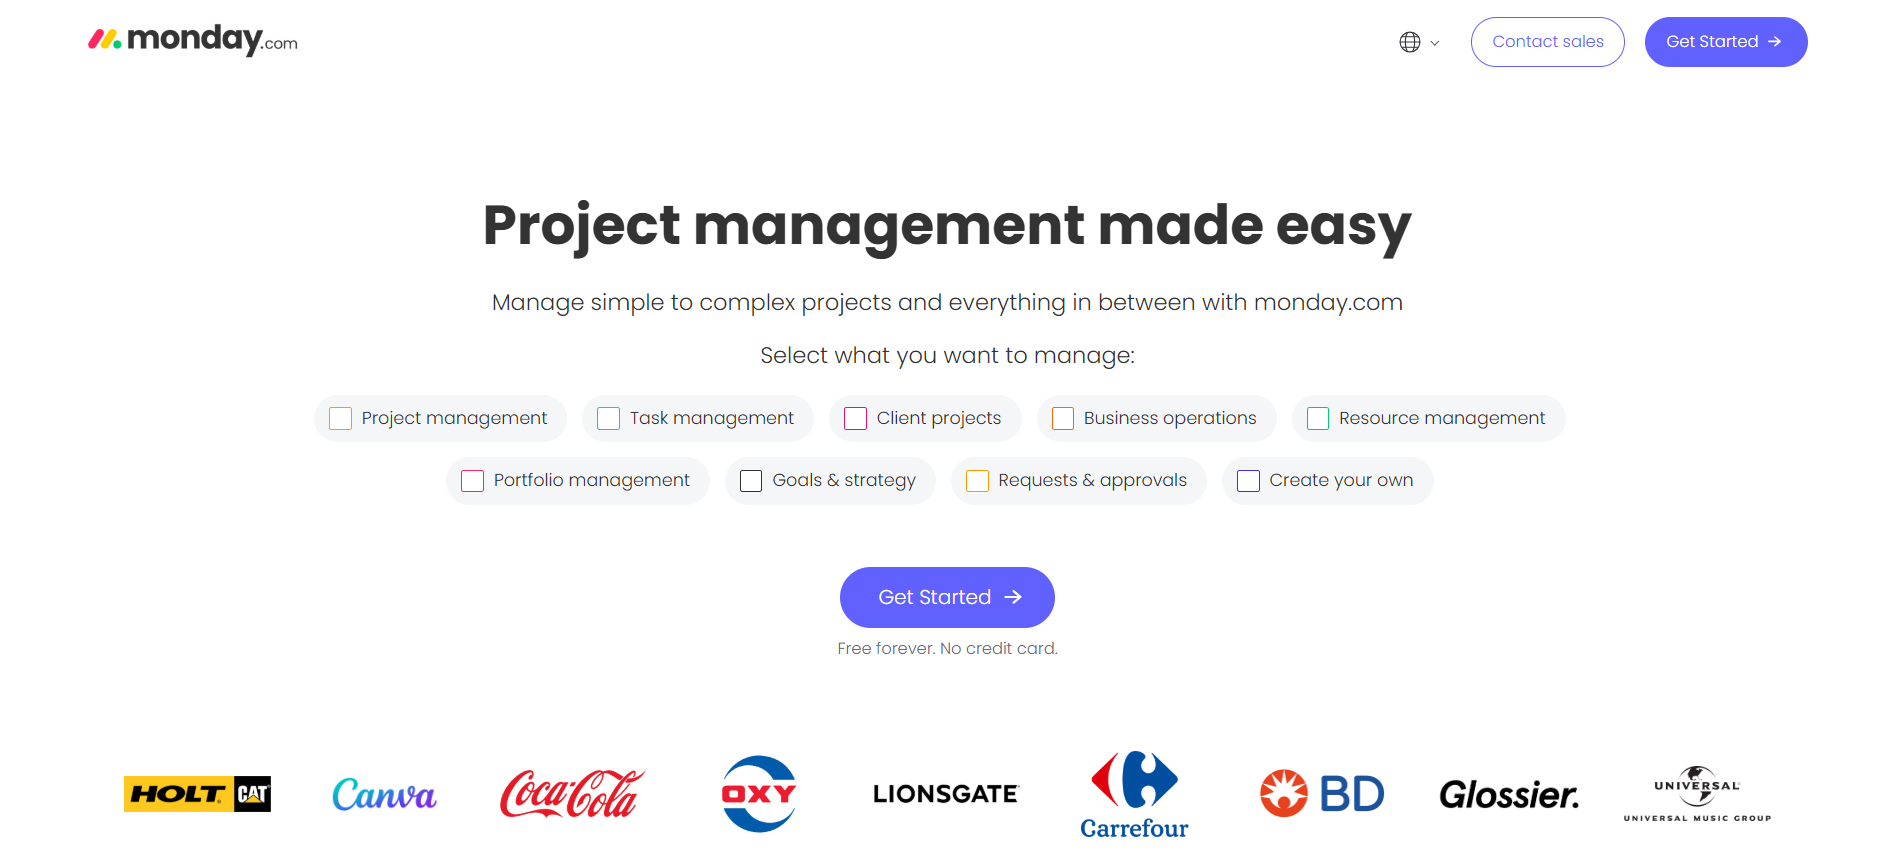 monday.com
Contact sales
Get Started →
Project management made easy
Manage simple to complex projects and everything in between with monday.com
Select what you want to manage:
Project management
Task management
Client projects
Business operations
Resource management
Portfolio management
Goals & strategy
Requests & approvals
Create your own
Get Started →
Free forever. No credit card.
HOLT CAT
Canva
Coca-Cola
OXY
LIONSGATE
Carrefour
BD
Glossier.
UNIVERSAL
UNIVERSAL MUSIC GROUP